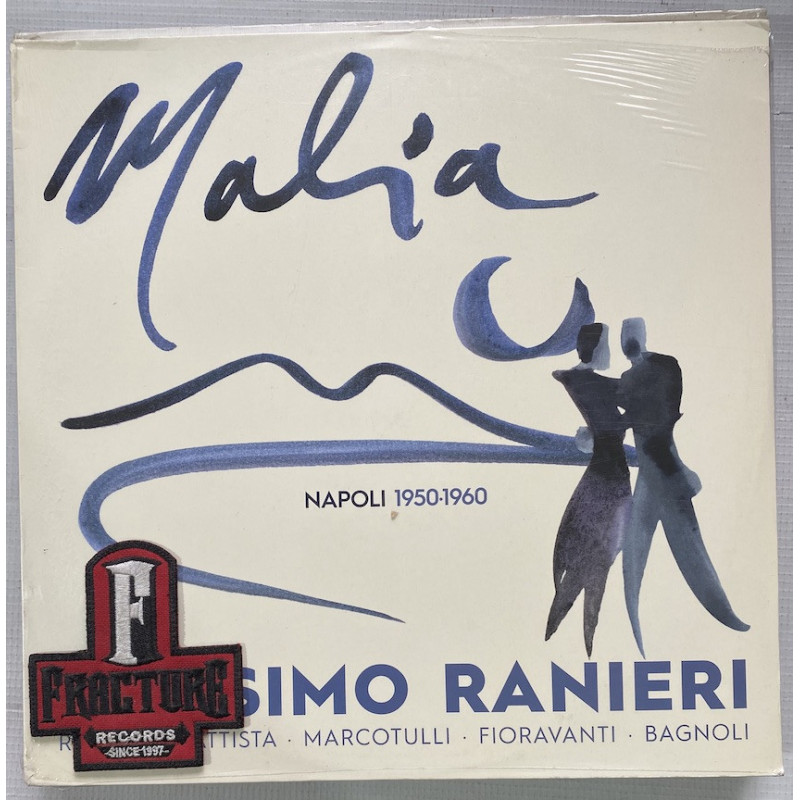 Malia
NAPOLI 1950·1960
SIMO RANIERI
R ATTISTA · MARCOTULLI · FIORAVANTI · BAGNOLI
F
FRACTURE
RECORDS
-SINCE 1997-